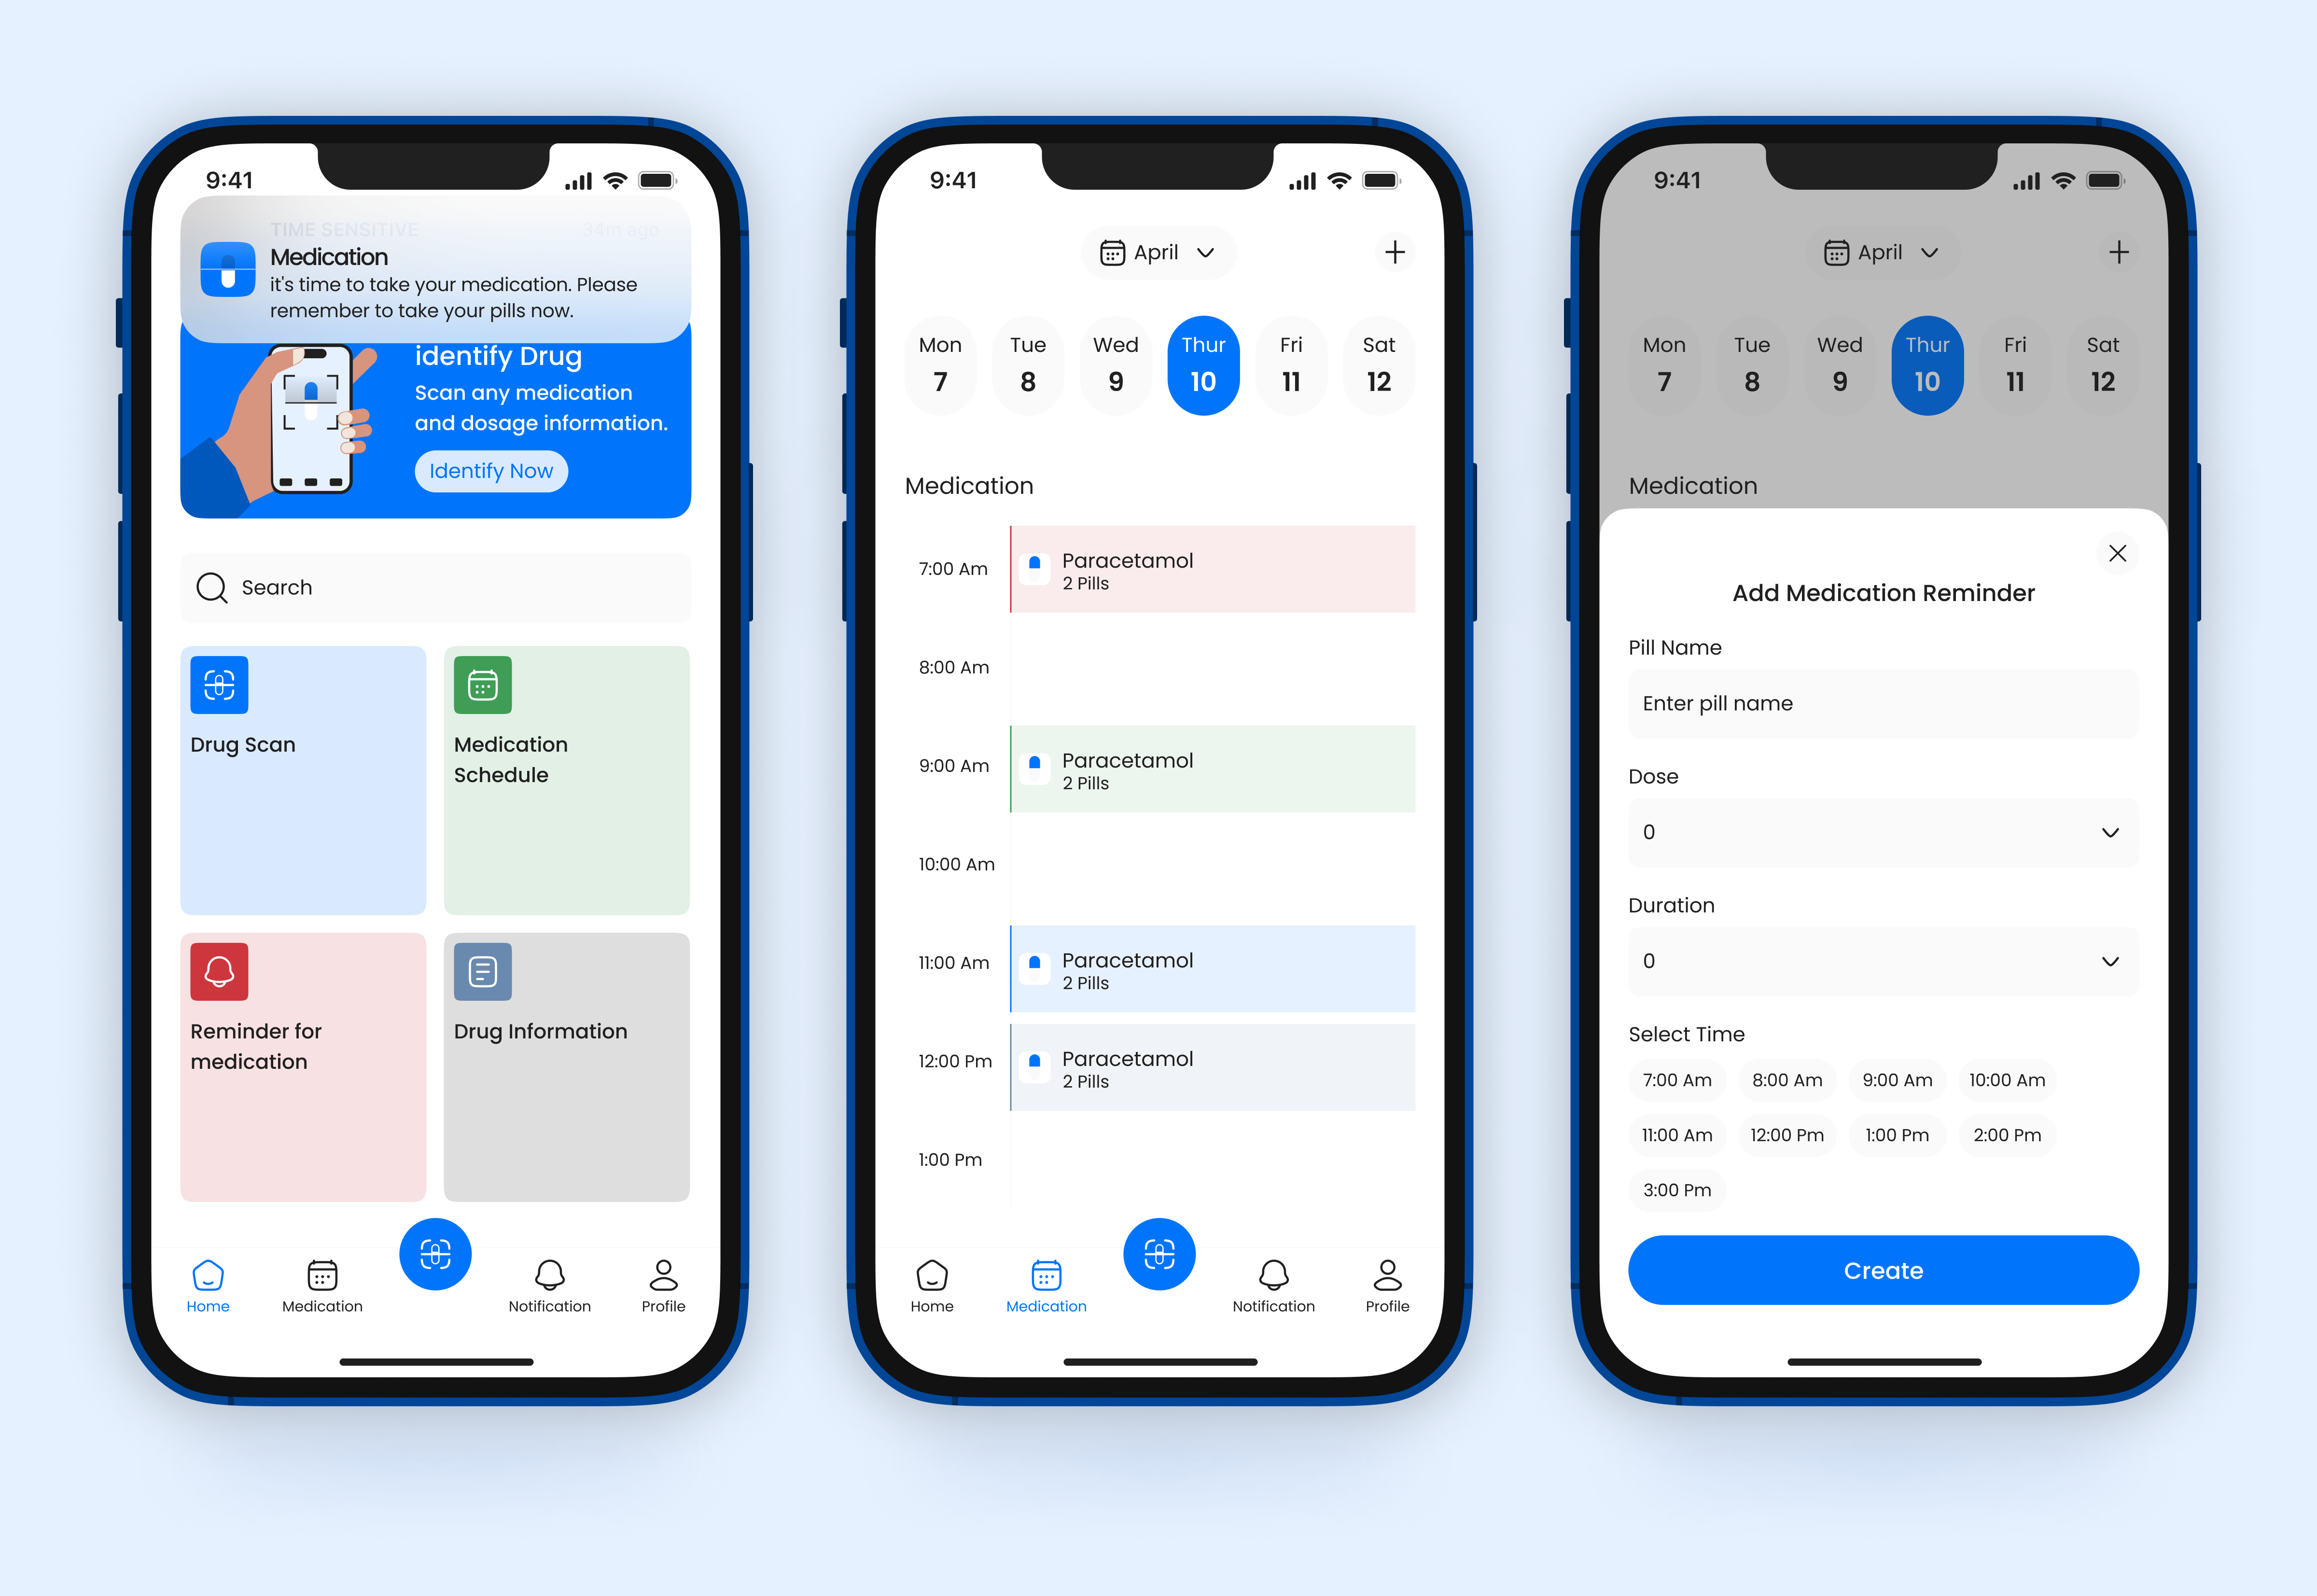 9:41
TIME SENSITIVE 34m ago
Medication
it's time to take your medication. Please
remember to take your pills now.
identify Drug
Scan any medication
and dosage information.
Identify Now
Search
Drug Scan
Medication
Schedule
Reminder for
medication
Drug Information
Home
Medication
Notification
Profile
9:41
April
Mon Tue Wed Thur Fri Sat
7 8 9 10 11 12
Medication
7:00 Am
Paracetamol
2 Pills
8:00 Am
9:00 Am
Paracetamol
2 Pills
10:00 Am
11:00 Am
Paracetamol
2 Pills
12:00 Pm
Paracetamol
2 Pills
1:00 Pm
Home
Medication
Notification
Profile
9:41
April
Mon Tue Wed Thur Fri Sat
7 8 9 10 11 12
Medication
Add Medication Reminder
Pill Name
Enter pill name
Dose
0
Duration
0
Select Time
7:00 Am 8:00 Am 9:00 Am 10:00 Am
11:00 Am 12:00 Pm 1:00 Pm 2:00 Pm
3:00 Pm
Create